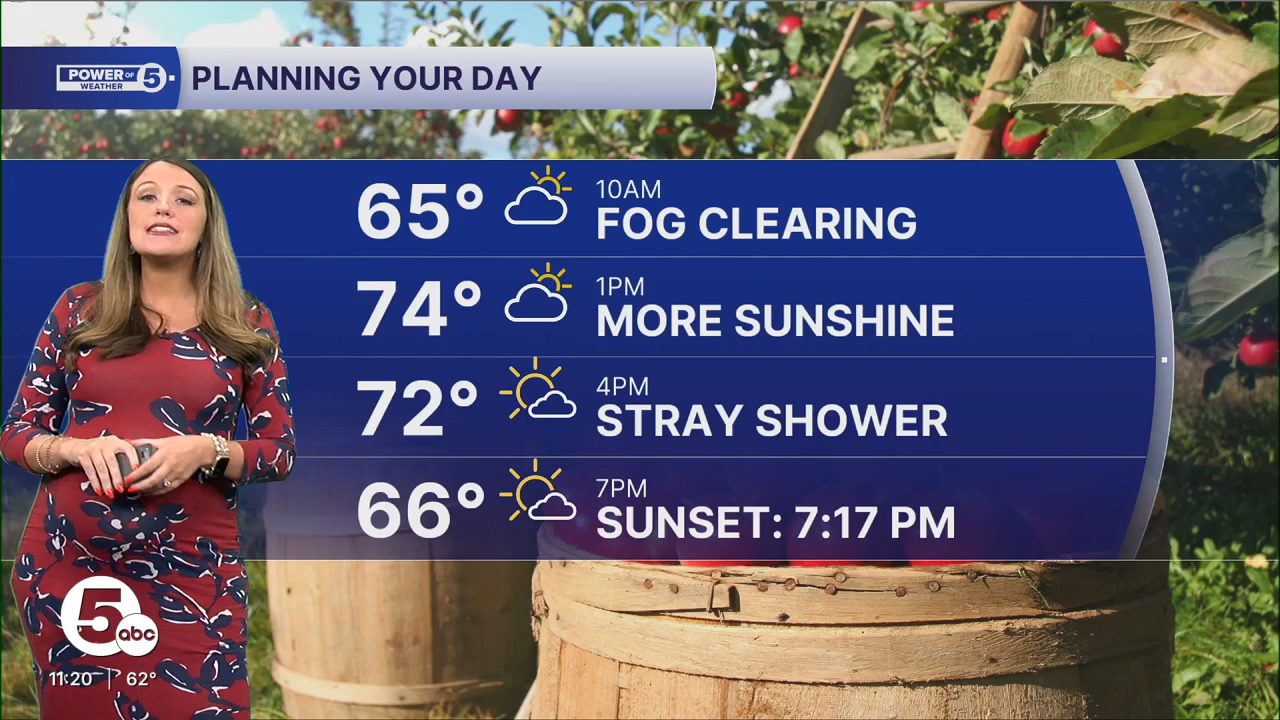 POWER OF 5
WEATHER
PLANNING YOUR DAY
65°
10AM
FOG CLEARING
74°
1PM
MORE SUNSHINE
72°
4PM
STRAY SHOWER
66°
7PM
SUNSET: 7:17 PM
5 abc
11:20 | 62°